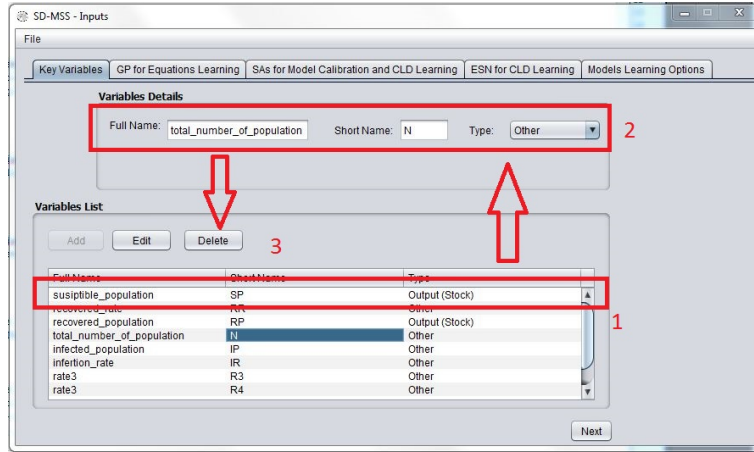 SD-MSS - Inputs
File
Key Variables GP for Equations Learning SAs for Model Calibration and CLD Learning ESN for CLD Learning Models Learning Options
Variables Details
Full Name: total_number_of_population Short Name: N Type: Other 2
Variables List
Add Edit Delete 3
Full Name Short Name Type
susiptible_population SP Output (Stock)
recovered_rate RR Other
1
recovered_population RP Output (Stock)
total_number_of_population N Other
infected_population IP Other
infertion_rate IR Other
rate3 R3 Other
rate3 R4 Other
Next